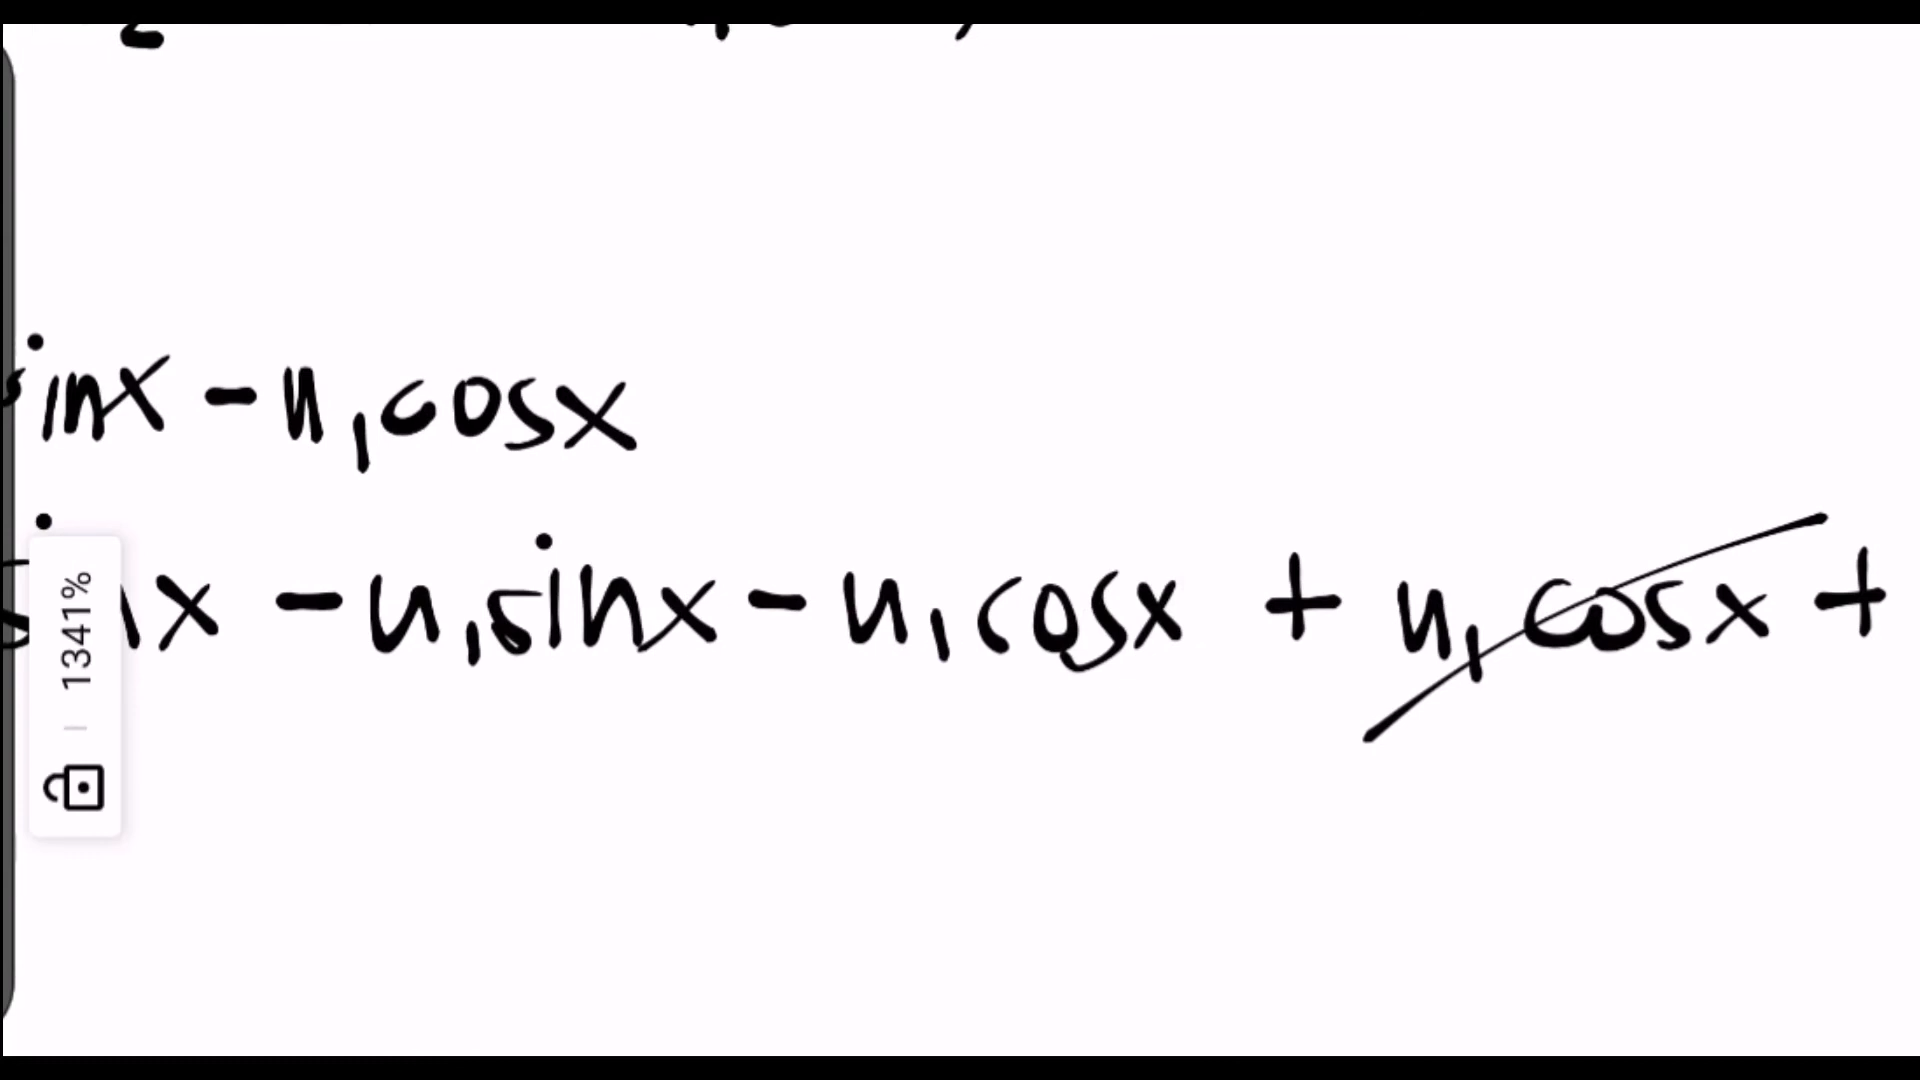 inx - u₁cosx
x - u₁sinx - u₁cosx + u₁cosx +
1341%